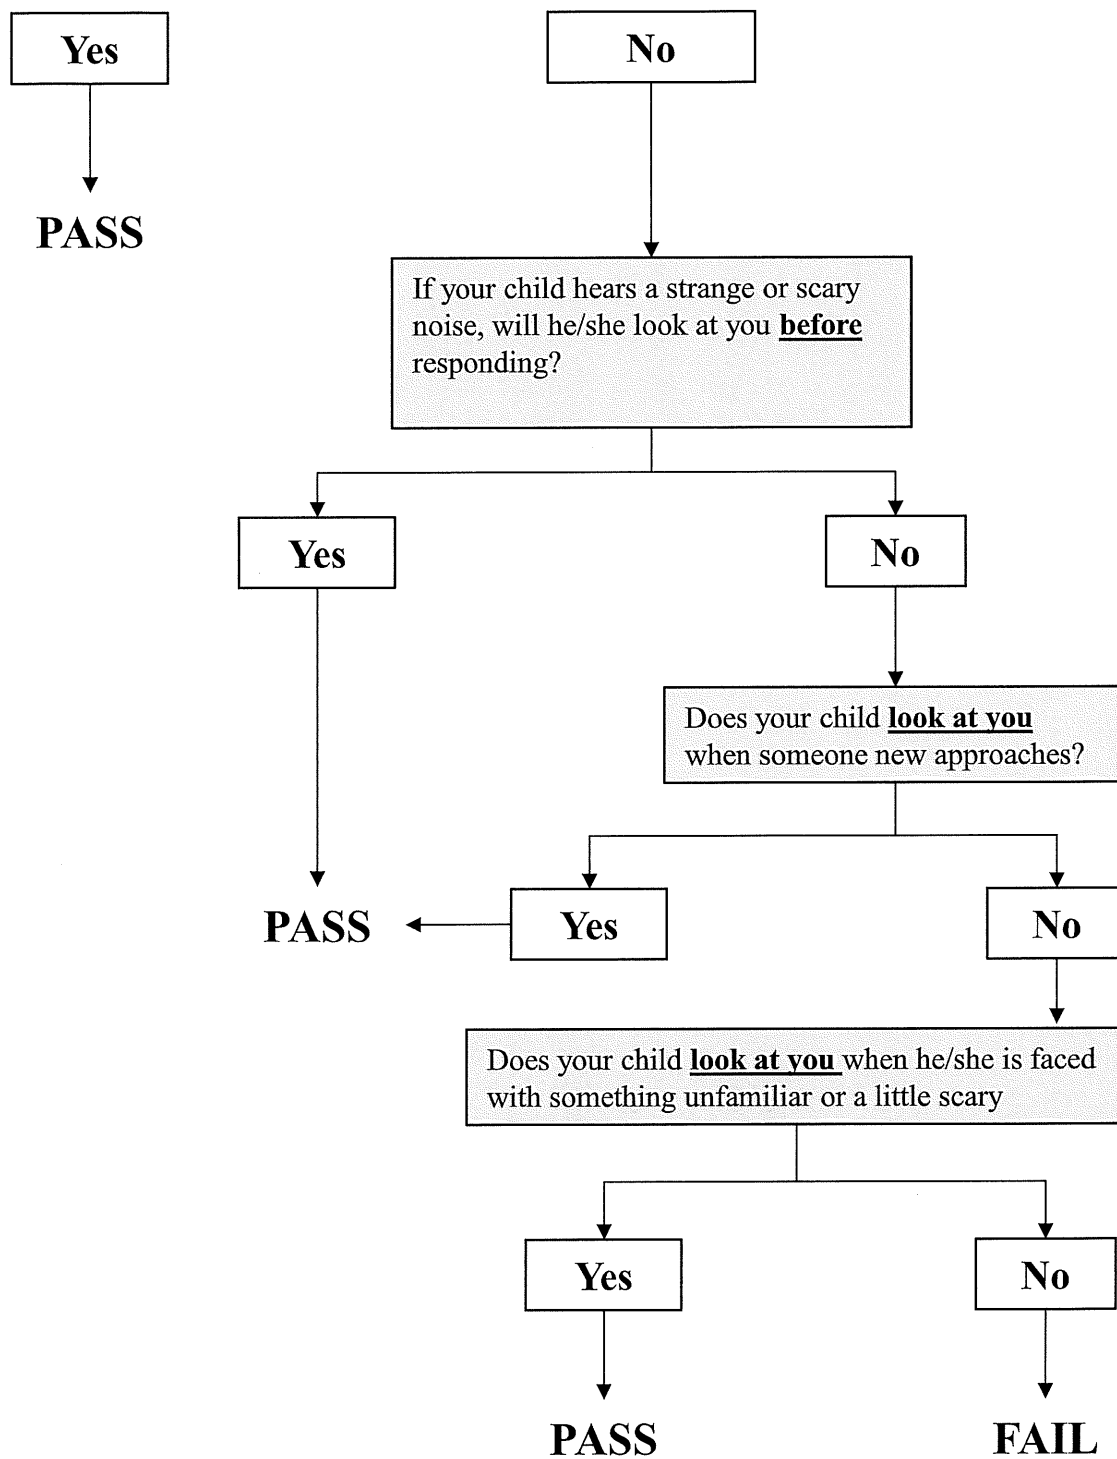 Yes
No
PASS
If your child hears a strange or scary
noise, will he/she look at you before
responding?
Yes
No
Does your child look at you
when someone new approaches?
PASS
Yes
No
Does your child look at you when he/she is faced
with something unfamiliar or a little scary
Yes
No
PASS
FAIL